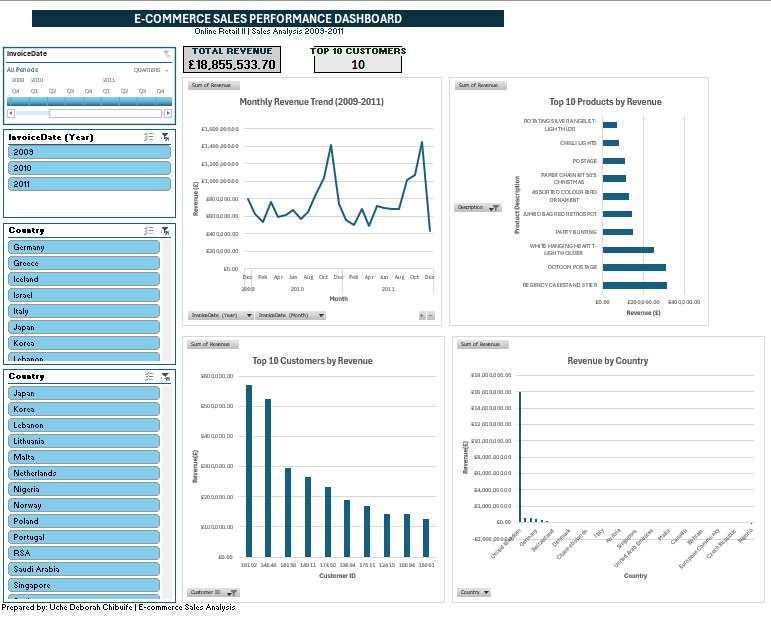 E-COMMERCE SALES PERFORMANCE DASHBOARD
Online Retail II | Sales Analysis 2009-2011
InvoiceDate
All Periods
QUARTERS
2009 2010 2011
Q4 Q1 Q2 Q3 Q4 Q1 Q2 Q3 Q4
TOTAL REVENUE
£18,855,533.70
TOP 10 CUSTOMERS
10
InvoiceDate (Year)
2009
2010
2011
Country
Germany
Greece
Iceland
Israel
Italy
Japan
Korea
Lebanon
Country
Japan
Korea
Lebanon
Lithuania
Malta
Netherlands
Nigeria
Norway
Poland
Portugal
RSA
Saudi Arabia
Singapore
Sum of Revenue
Monthly Revenue Trend (2009-2011)
Revenue (£)
£1,600,000.00
£1,400,000.00
£1,200,000.00
£1,000,000.00
£800,000.00
£600,000.00
£400,000.00
£200,000.00
£0.00
Dec Feb Apr Jun Aug Oct Dec Feb Apr Jun Aug Oct Dec
2009 2010 2011
Month
InvoiceDate (Year) InvoiceDate (Month)
Sum of Revenue
Top 10 Products by Revenue
Description
Product Description
ROTATING SILVER ANGELS T-
LIGHT HLDR
CHILLI LIGHTS
POSTAGE
PAPER CHAIN KIT 50'S
CHRISTMAS
ASSORTED COLOUR BIRD
ORNAMENT
JUMBO BAG RED RETROSPOT
PARTY BUNTING
WHITE HANGING HEART T-
LIGHT HOLDER
DOTCOM POSTAGE
REGENCY CAKESTAND 3 TIER
£0.00 £200,000.00 £400,000.00
Revenue (£)
Sum of Revenue
Top 10 Customers by Revenue
Revenue(£)
£600,000.00
£500,000.00
£400,000.00
£300,000.00
£200,000.00
£100,000.00
£0.00
18102 14646 14156 14911 17450 13694 17511 12415 16684 15061
Customer ID
Customer ID
Sum of Revenue
Revenue by Country
Revenue(£)
£18,000,000.00
£16,000,000.00
£14,000,000.00
£12,000,000.00
£10,000,000.00
£8,000,000.00
£6,000,000.00
£4,000,000.00
£2,000,000.00
£0.00
-£2,000,000.00
United Kingdom
Germany
Switzerland
Denmark
Channel Islands
Italy
Austria
Singapore
United Arab Emirates
Malta
Canada
Bahrain
European Community
Czech Republic
Nigeria
Country
Country
Prepared by: Uche Deborah Chibuife | E-commerce Sales Analysis